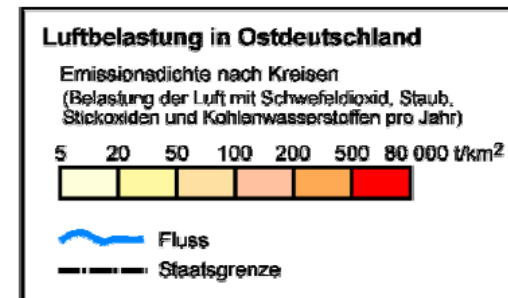 Luftbelastung in Ostdeutschland
Emissionsdichte nach Kreisen
(Belastung der Luft mit Schwefeldioxid, Staub,
Stickoxiden und Kohlenwasserstoffen pro Jahr)
5 20 50 100 200 500 80 000 t/km²
Fluss
Staatsgrenze